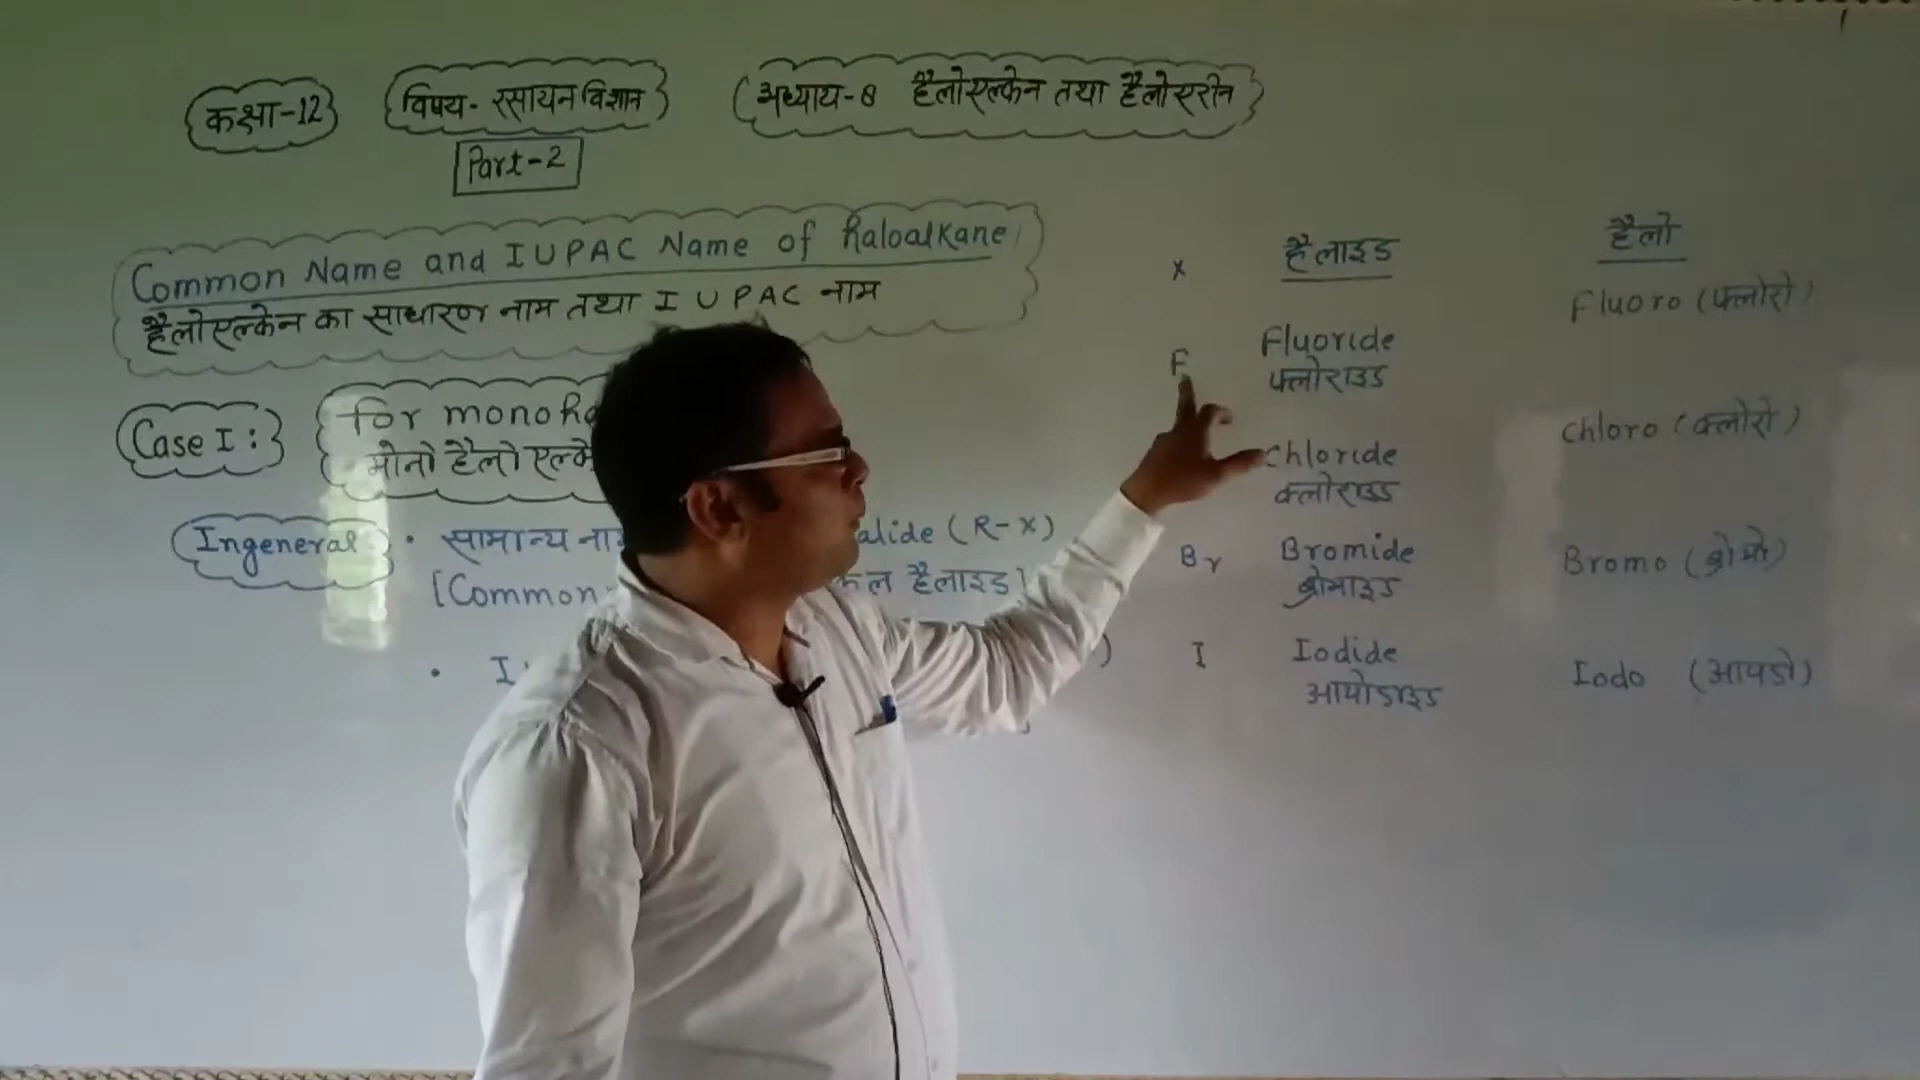 कक्षा-12
विषय- रसायन विज्ञान
अध्याय-6 हैलोएल्केन तथा हैलोएरीन
Part-2
Common Name and IUPAC Name of haloalkane
हैलोएल्केन का साधारण नाम तथा IUPAC नाम
Case I :
for mono
मोनो हैलो
Ingeneral
• सामान्य
alide (R-X)
[Common
हैलाइड]
• I
X हैलाइड हैलो
F Fluoride Fluoro (फ्लोरो)
फ्लोराइड
Chloride Chloro (क्लोरो)
क्लोराइड
Br Bromide Bromo (ब्रोमो)
ब्रोमाइड
I Iodide Iodo (आयडो)
आयोडाइड